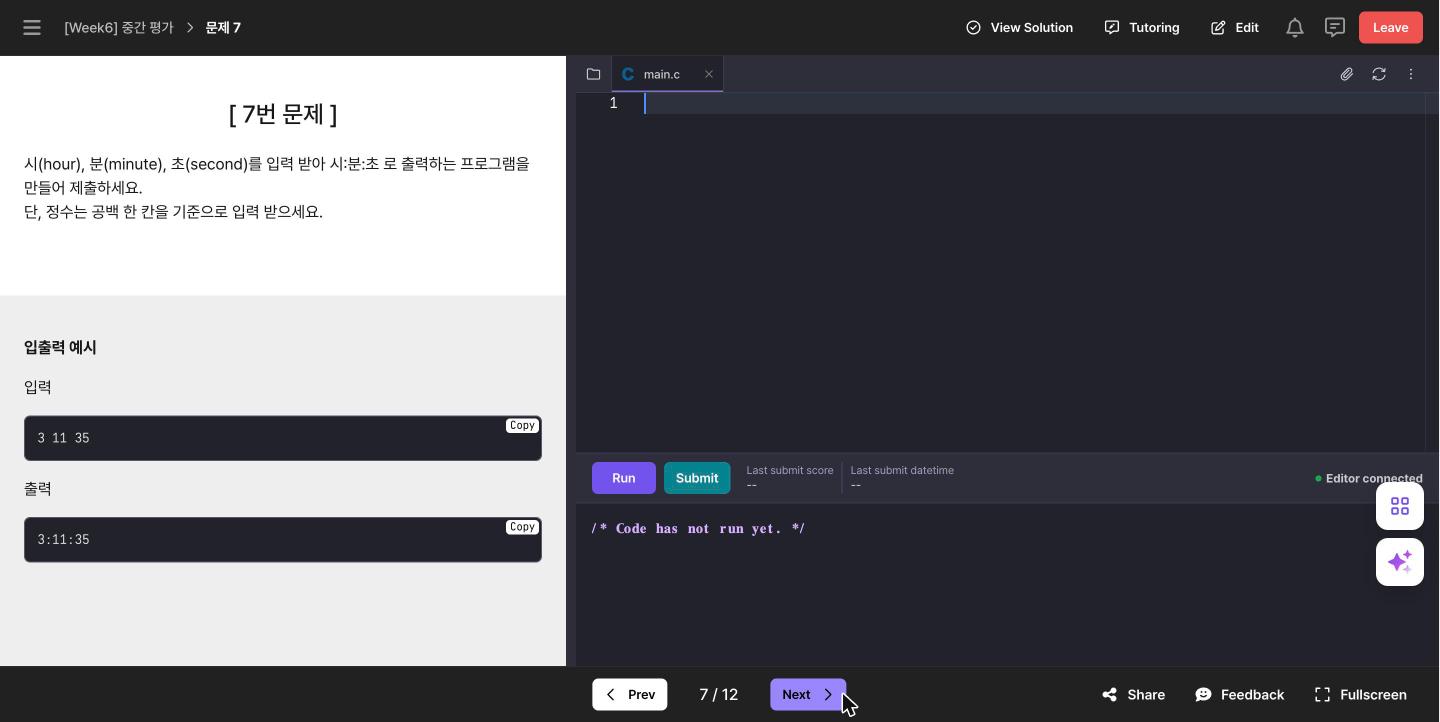 [Week6] 중간 평가 > 문제 7
View Solution
Tutoring
Edit
Leave
[ 7번 문제 ]
시(hour), 분(minute), 초(second)를 입력 받아 시:분:초 로 출력하는 프로그램을
만들어 제출하세요.
단, 정수는 공백 한 칸을 기준으로 입력 받으세요.
입출력 예시
입력
Copy
3 11 35
출력
Copy
3:11:35
C main.c
1
Run
Submit
Last submit score
--
Last submit datetime
--
Editor connected
/* Code has not run yet. */
Prev
7 / 12
Next
Share
Feedback
Fullscreen